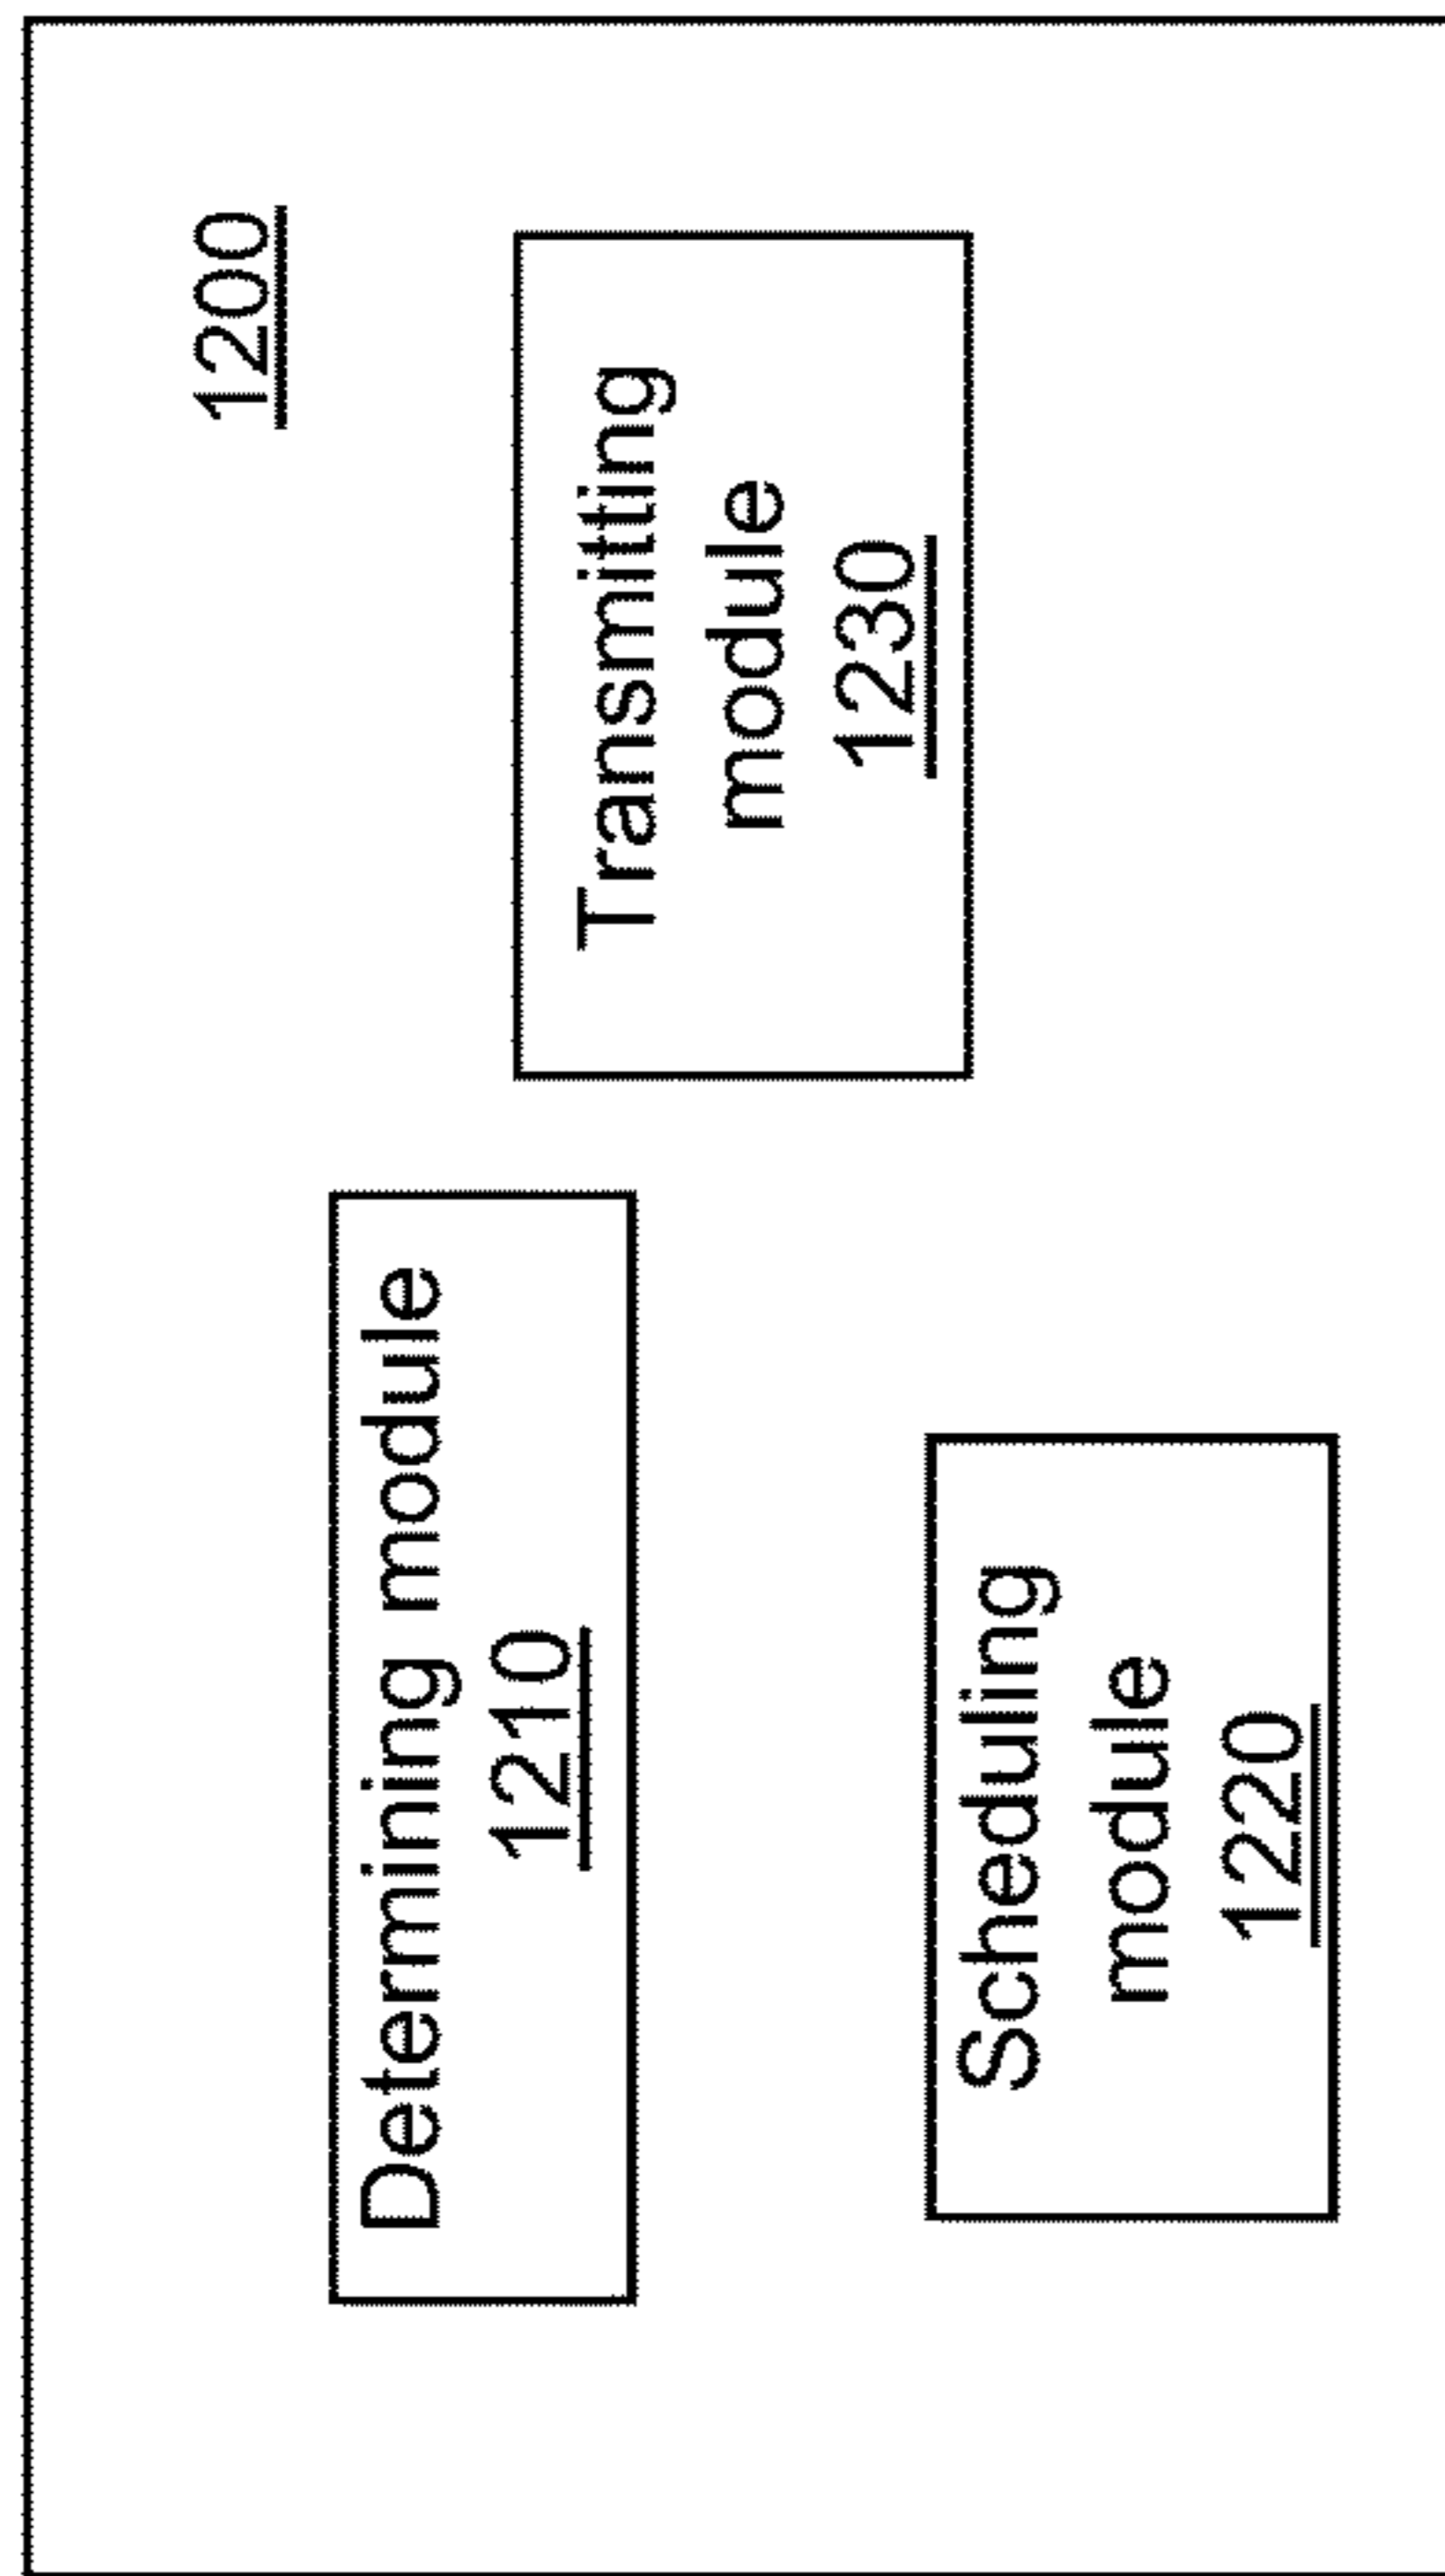 1200
Determining module
1210
Transmitting
module
1230
Scheduling
module
1220